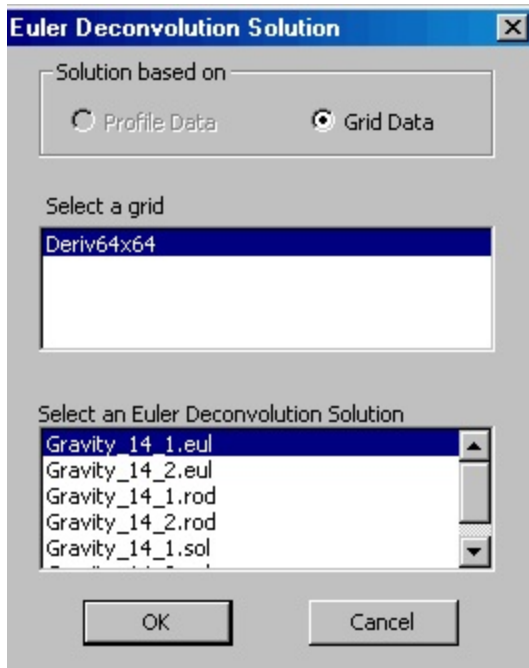 Euler Deconvolution Solution
Solution based on
Profile Data Grid Data
Select a grid
Deriv64x64
Select an Euler Deconvolution Solution
Gravity_14_1.eul
Gravity_14_2.eul
Gravity_14_1.rod
Gravity_14_2.rod
Gravity_14_1.sol
OK Cancel